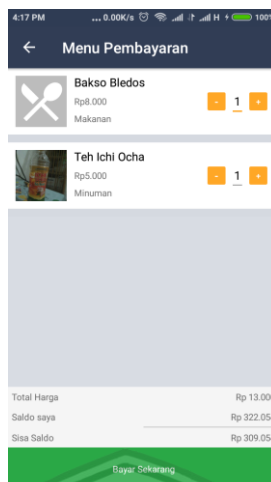 4:17 PM ... 0.00K/s H 100%
Menu Pembayaran
Bakso Bledos
Rp8.000
- 1 +
Makanan
Teh Ichi Ocha
Rp5.000
- 1 +
Minuman
Total Harga Rp 13.00
Saldo saya Rp 322.05
Sisa Saldo Rp 309.05
Bayar Sekarang